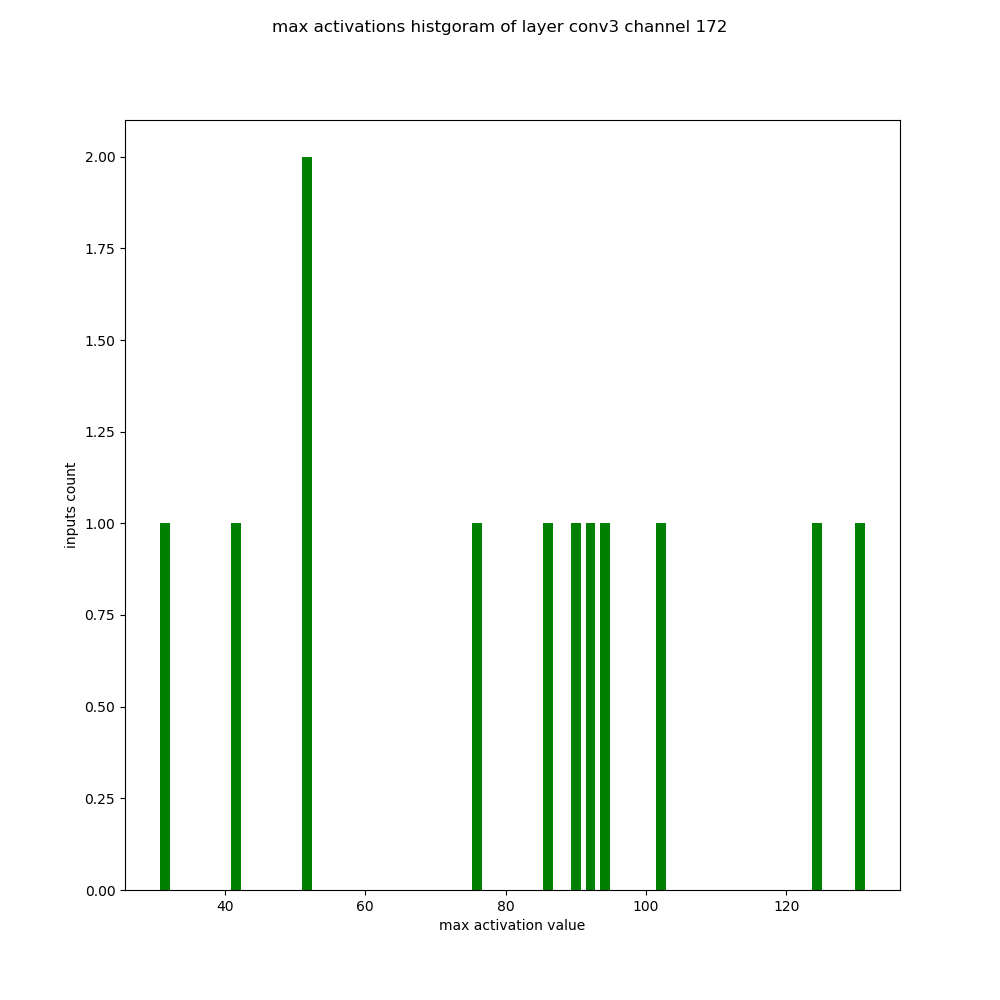 max activations histgoram of layer conv3 channel 172
2.00
1.75
1.50
1.25
1.00
0.75
0.50
0.25
0.00
inputs count
40 60 80 100 120
max activation value